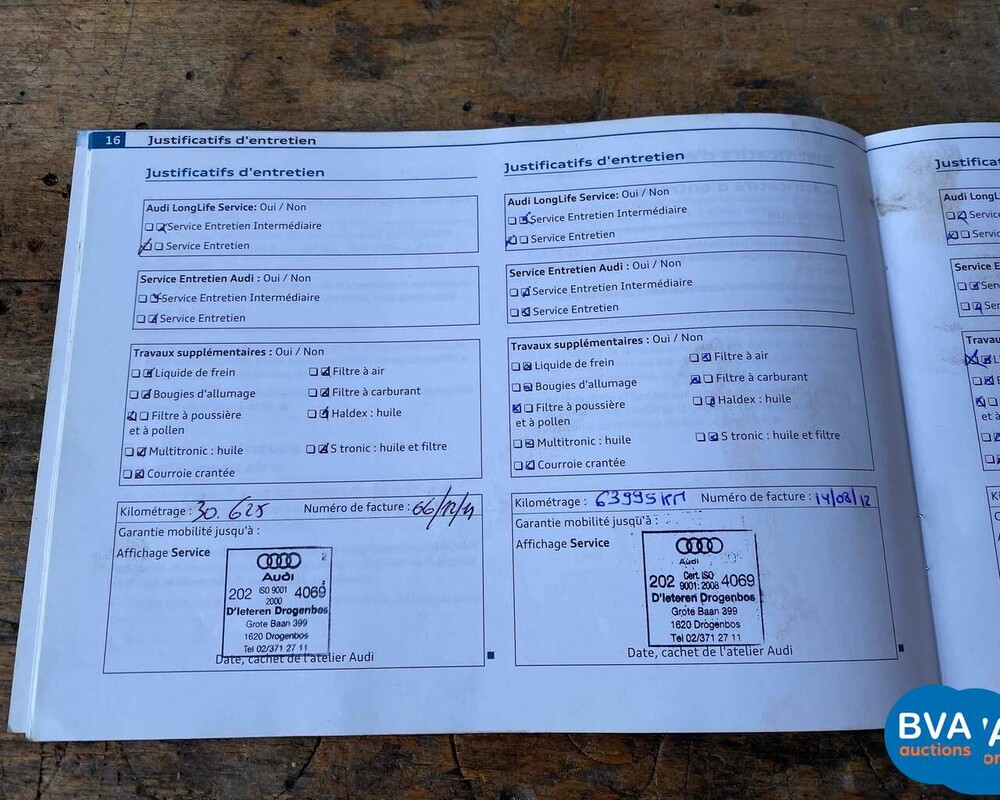 16 Justificatifs d'entretien
Justificatifs d'entretien
Audi LongLife Service: Oui / Non
Service Entretien Intermédiaire
Service Entretien
Service Entretien Audi : Oui / Non
Service Entretien Intermédiaire
Service Entretien
Travaux supplémentaires : Oui / Non
Liquide de frein Filtre à air
Bougies d'allumage Filtre à carburant
Filtre à poussière Haldex : huile
et à pollen
Multitronic : huile S tronic : huile et filtre
Courroie crantée
Kilométrage : 30.625 Numéro de facture :
Garantie mobilité jusqu'à :
Affichage Service
Audi
202 ISO 9001 4069
2000
D'Ieteren Drogenbos
Grote Baan 399
1620 Drogenbos
Tel 02/371 27 11
Date, cachet de l'atelier Audi
Justificatifs d'entretien
Audi LongLife Service: Oui / Non
Service Entretien Intermédiaire
Service Entretien
Service Entretien Audi : Oui / Non
Service Entretien Intermédiaire
Service Entretien
Travaux supplémentaires : Oui / Non
Liquide de frein Filtre à air
Bougies d'allumage Filtre à carburant
Filtre à poussière Haldex : huile
et à pollen
Multitronic : huile S tronic : huile et filtre
Courroie crantée
Kilométrage : 63995 KM Numéro de facture : 14/08/12
Garantie mobilité jusqu'à :
Affichage Service
Audi
202 Cert. ISO 4069
9001: 2008
D'Ieteren Drogenbos
Grote Baan 399
1620 Drogenbos
Tel 02/371 27 11
Date, cachet de l'atelier Audi
BVA
auctions